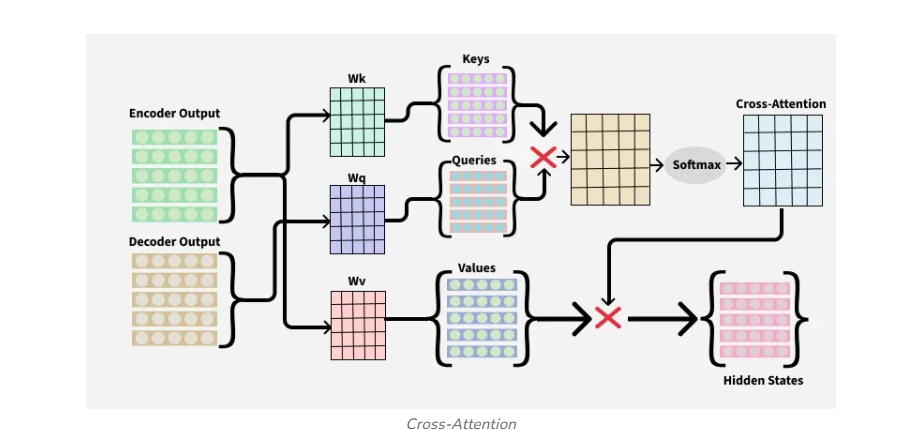 Keys
Wk
Encoder Output
Cross-Attention
Queries
Softmax
Wq
Decoder Output
Values
Wv
Hidden States
Cross-Attention